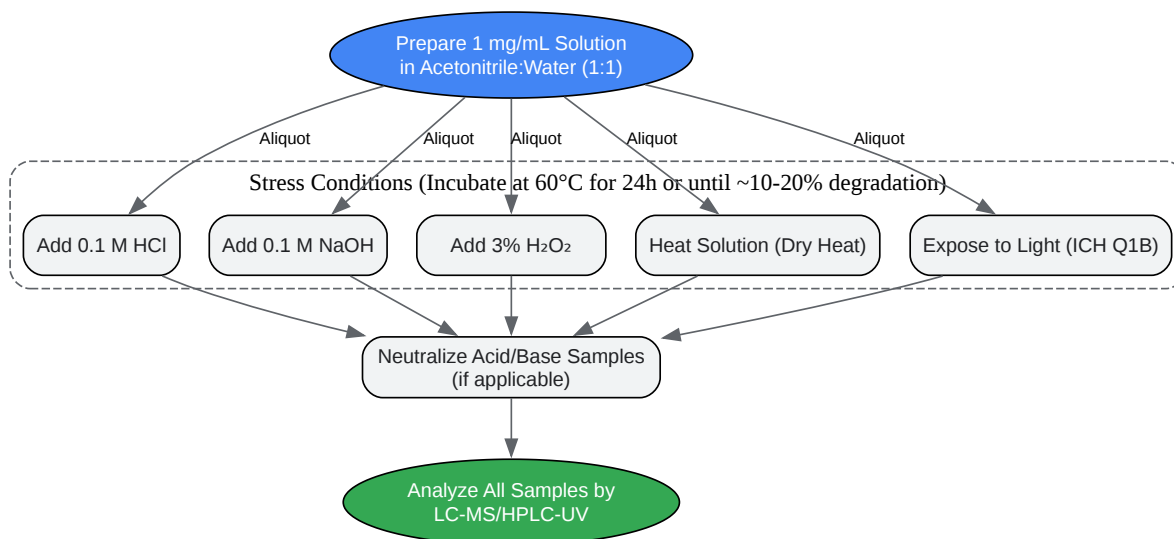 Prepare 1 mg/mL Solution
in Acetonitrile:Water (1:1)
Aliquot
Aliquot
Aliquot
Aliquot
Aliquot
Stress Conditions (Incubate at 60°C for 24h or until ~10-20% degradation)
Add 0.1 M HCl
Add 0.1 M NaOH
Add 3% H₂O₂
Heat Solution (Dry Heat)
Expose to Light (ICH Q1B)
Neutralize Acid/Base Samples
(if applicable)
Analyze All Samples by
LC-MS/HPLC-UV